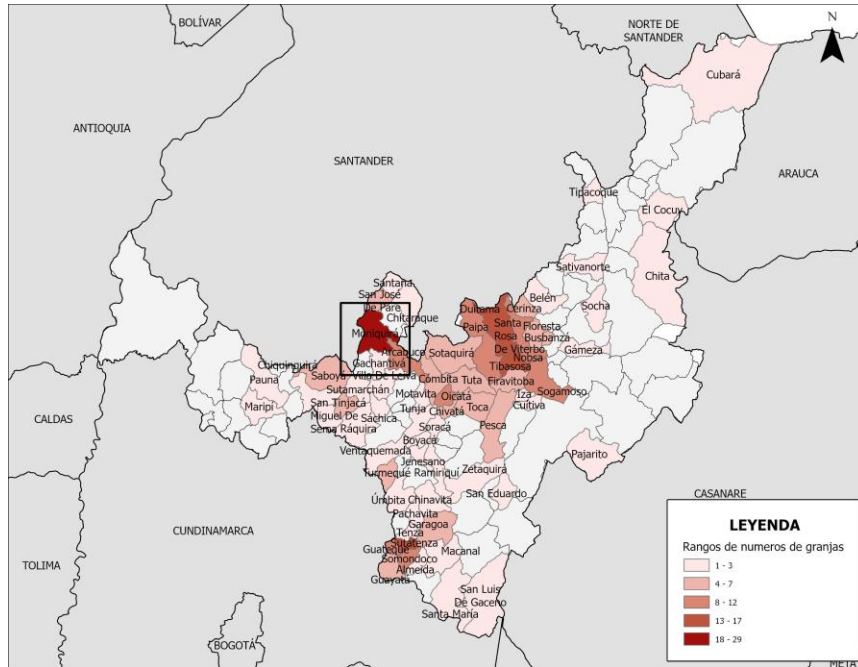 BOLÍVAR
NORTE DE
SANTANDER
N
Cubará
ANTIOQUIA
SANTANDER
ARAUCA
Tipacoque
El Cocuy
Sativanorte
Chita
Santana
San José
De Pare
Chitaraque
Belén
Duitama
Cerinza
Socha
Moniquirá
Paipa
Santa
Rosa
De Viterbo
Floresta
Busbanza
Arcabuco
Sotaquirá
Nobsa
Gámeza
Gachantivá
Tibasosa
Chiquinquirá
Saboyá
Villa De Leiva
Cómbita
Tuta
Firavitoba
Sogamoso
Pauna
Sutamarchán
Motavita
Oicatá
Iza
Cuítiva
Maripí
San
Miguel De
Sema
Tinjacá
Sáchica
Tunja
Chivatá
Toca
CALDAS
Ráquira
Soracá
Pesca
Boyacá
Ventaquemada
Jenesano
Zetaquira
Pajarito
Turmequé
Ramiriquí
San Eduardo
CASANARE
Úmbita
Chinavita
Pachavita
Garagoa
CUNDINAMARCA
Tenza
Sutatenza
Guateque
Somondoco
Macanal
TOLIMA
Almeida
Guayatá
San Luis
De Gaceno
Santa María
BOGOTÁ
META
LEYENDA
Rangos de numeros de granjas
1 - 3
4 - 7
8 - 12
13 - 17
18 - 29